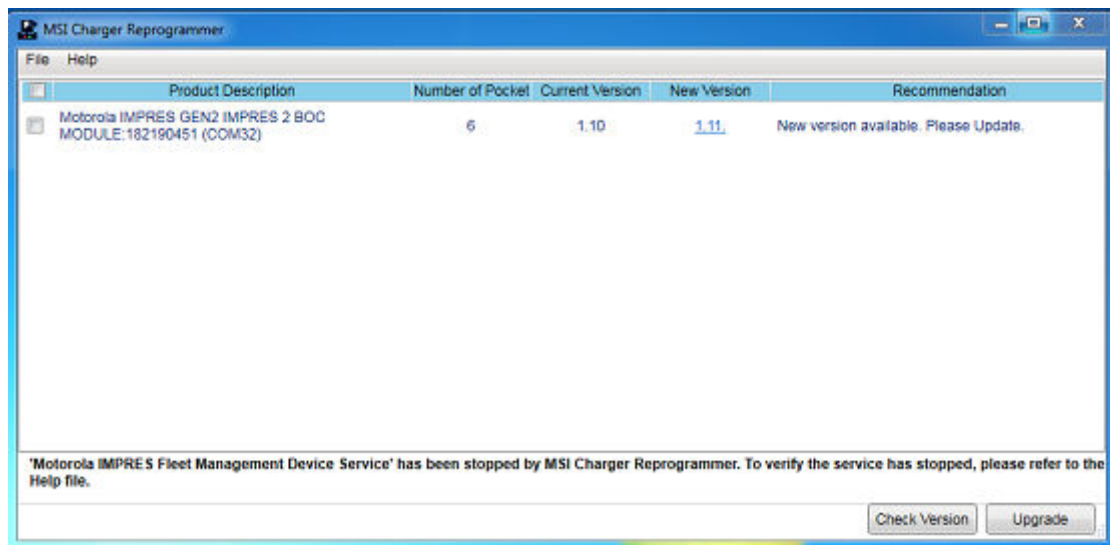 MSI Charger Reprogrammer
File Help
Product Description Number of Pocket Current Version New Version Recommendation
Motorola IMPRES GEN2 IMPRES 2 BOC
MODULE:182190451 (COM32) 6 1.10 1.11. New version available. Please Update.
'Motorola IMPRES Fleet Management Device Service' has been stopped by MSI Charger Reprogrammer. To verify the service has stopped, please refer to the
Help file.
Check Version Upgrade